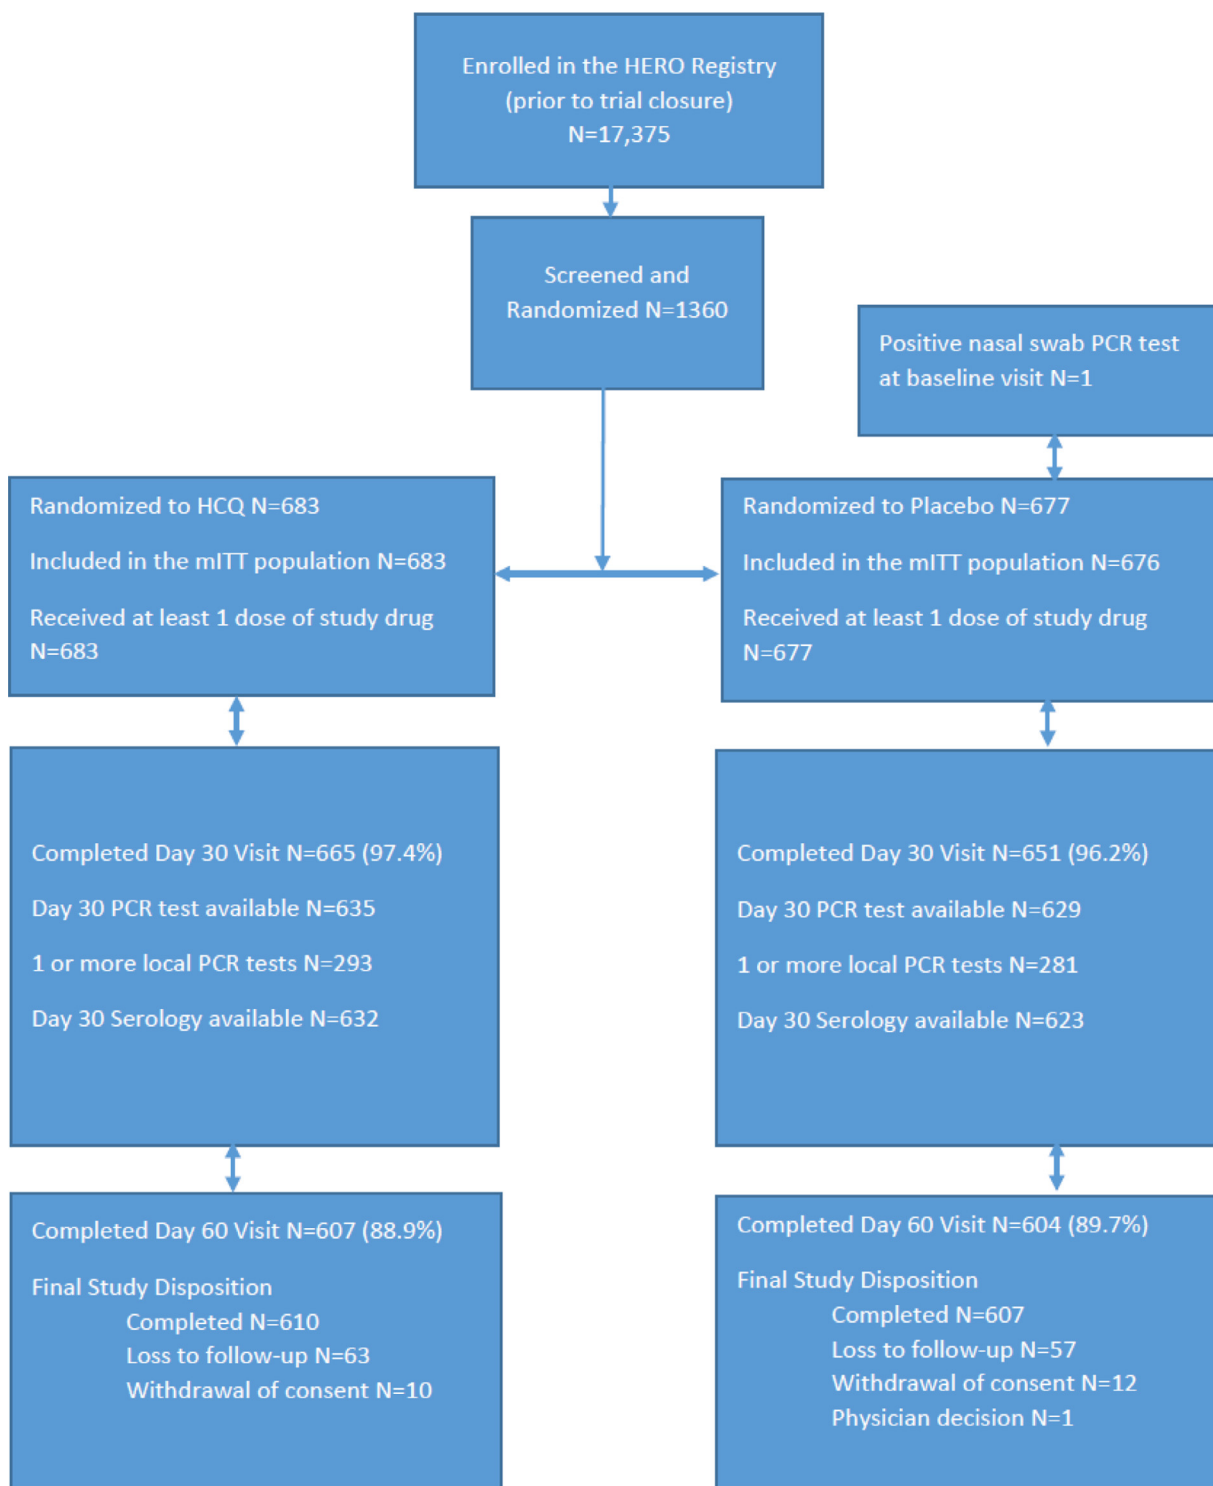 Enrolled in the HERO Registry
(prior to trial closure)
N=17,375
Screened and
Randomized N=1360
Positive nasal swab PCR test
at baseline visit N=1
Randomized to HCQ N=683
Included in the mITT population N=683
Received at least 1 dose of study drug
N=683
Randomized to Placebo N=677
Included in the mITT population N=676
Received at least 1 dose of study drug
N=677
Completed Day 30 Visit N=665 (97.4%)
Day 30 PCR test available N=635
1 or more local PCR tests N=293
Day 30 Serology available N=632
Completed Day 30 Visit N=651 (96.2%)
Day 30 PCR test available N=629
1 or more local PCR tests N=281
Day 30 Serology available N=623
Completed Day 60 Visit N=607 (88.9%)
Final Study Disposition
Completed N=610
Loss to follow-up N=63
Withdrawal of consent N=10
Completed Day 60 Visit N=604 (89.7%)
Final Study Disposition
Completed N=607
Loss to follow-up N=57
Withdrawal of consent N=12
Physician decision N=1